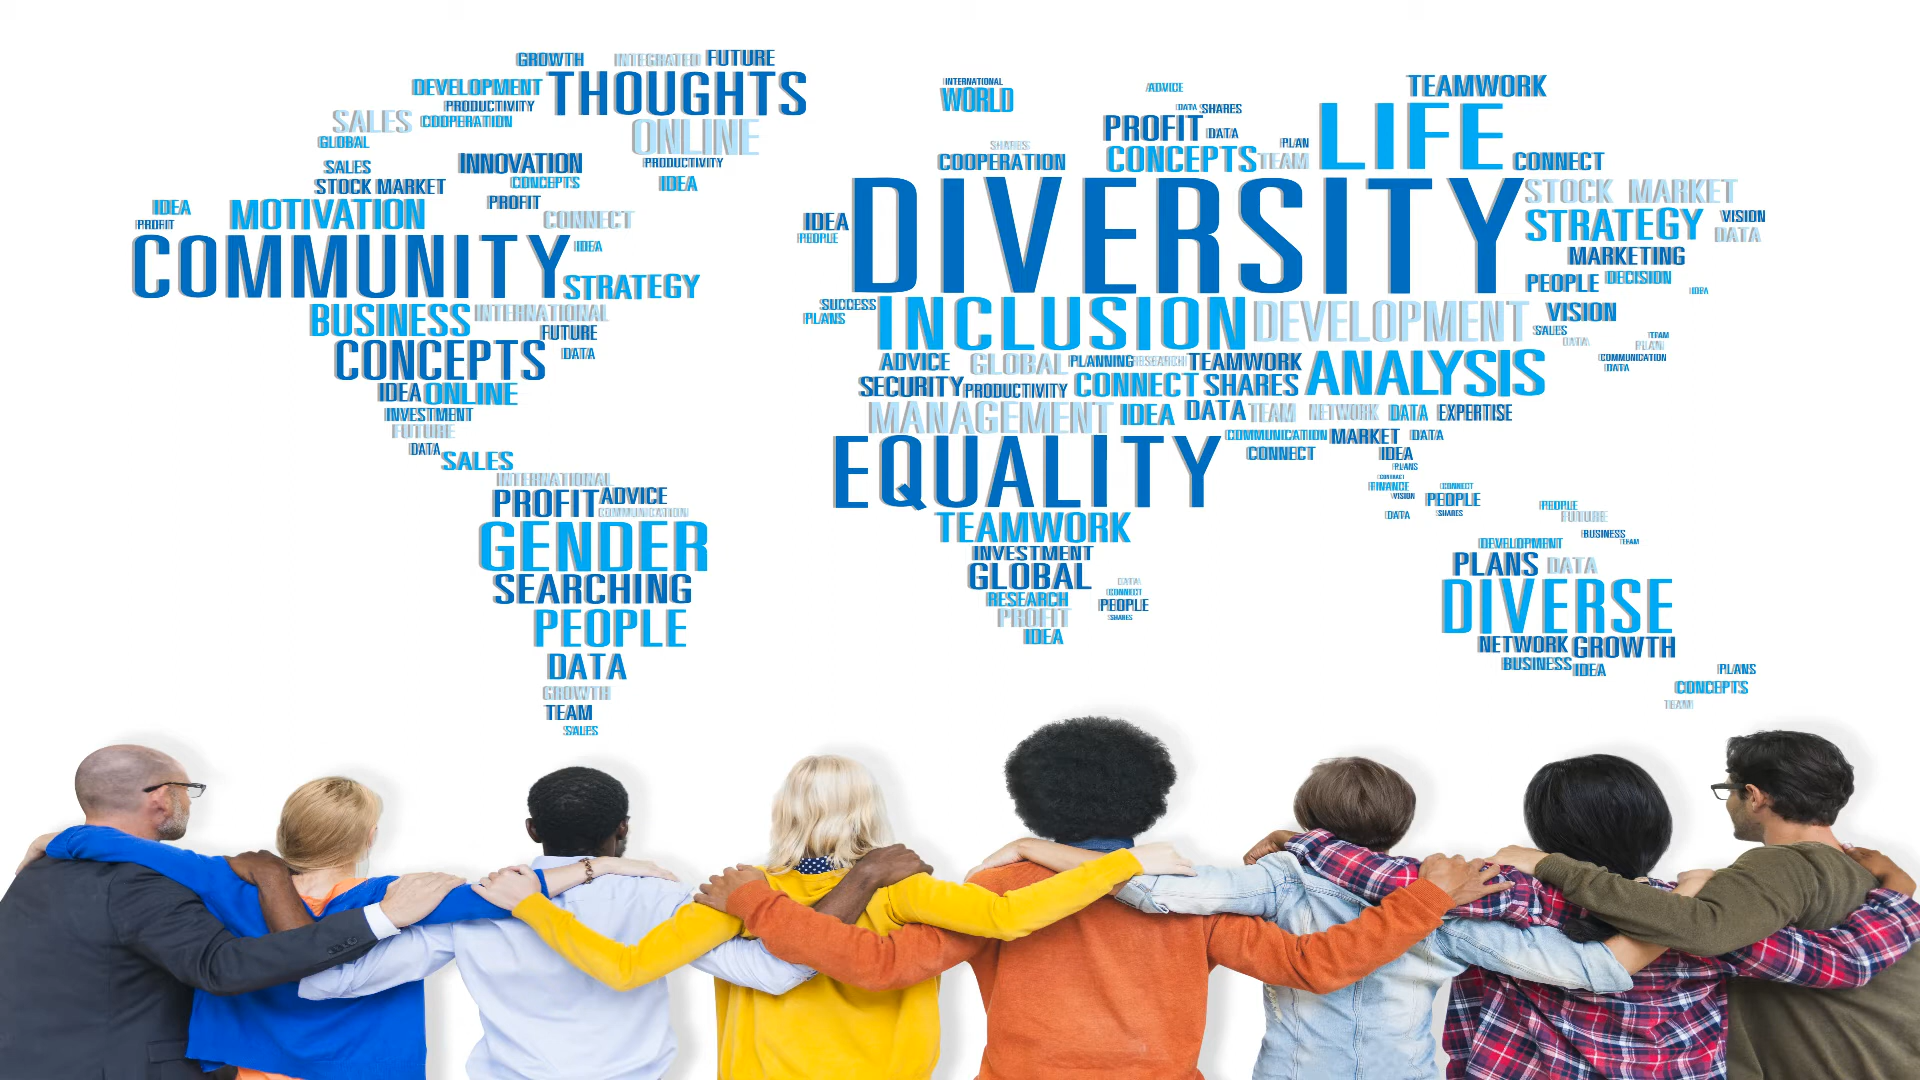 GROWTH INTEGRATED FUTURE
DEVELOPMENT THOUGHTS
PRODUCTIVITY
SALES COOPERATION ONLINE
GLOBAL
INNOVATION PRODUCTIVITY
SALES CONCEPTS IDEA
STOCK MARKET
PROFIT
IDEA MOTIVATION CONNECT
PROFIT
COMMUNITY IDEA
STRATEGY
BUSINESS INTERNATIONAL
FUTURE
CONCEPTS DATA
IDEA ONLINE
INVESTMENT
FUTURE
DATA SALES
INTERNATIONAL
PROFIT ADVICE
COMMUNICATION
GENDER
SEARCHING
PEOPLE
DATA
GROWTH
TEAM
SALES
INTERNATIONAL
WORLD
ADVICE
DATA SHARES
PROFIT DATA
SHARES PLAN
COOPERATION CONCEPTS TEAM
TEAMWORK
LIFE CONNECT
IDEA DIVERSITY STOCK MARKET
PEOPLE STRATEGY VISION
DATA
MARKETING
PEOPLE DECISION
IDEA
SUCCESS INCLUSION DEVELOPMENT VISION
PLANS SALES
TEAM
DATA PLAN
ADVICE GLOBAL PLANNING RESEARCH TEAMWORK ANALYSIS COMMUNICATION
DATA
SECURITY PRODUCTIVITY CONNECT SHARES
MANAGEMENT IDEA DATA TEAM NETWORK DATA EXPERTISE
EQUALITY COMMUNICATION MARKET DATA
CONNECT IDEA
PLANS
CONTRACT
FINANCE CONNECT
VISION PEOPLE
DATA SHARES
TEAMWORK
INVESTMENT
GLOBAL DATA
RESEARCH CONNECT
PEOPLE
PROFIT SHARES
IDEA
PEOPLE
FUTURE
BUSINESS
DEVELOPMENT TEAM
PLANS DATA
DIVERSE
NETWORK GROWTH
BUSINESS IDEA PLANS
CONCEPTS
TEAM